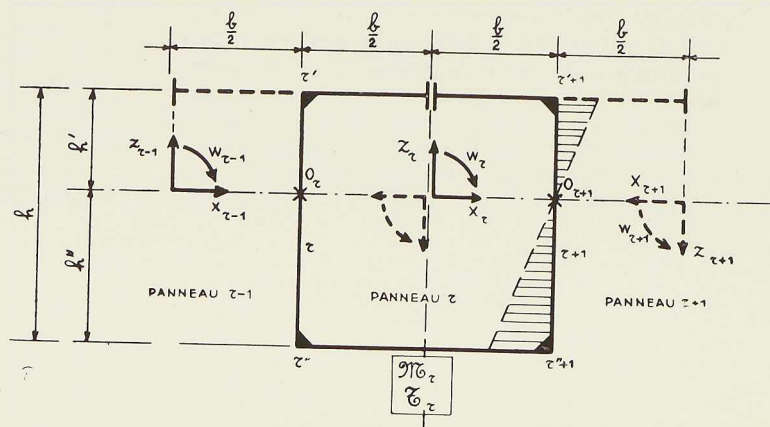 b/2 b/2 b/2 b/2
τ' τ'+1
h h' h''
Z τ-1 W τ-1 X τ-1
O τ
Z τ W τ X τ
O τ+1
X τ+1 W τ+1 Z τ+1
τ τ+1
PANNEAU τ-1 PANNEAU τ PANNEAU τ+1
τ'' τ''+1
𝔐 τ
𝔗 τ